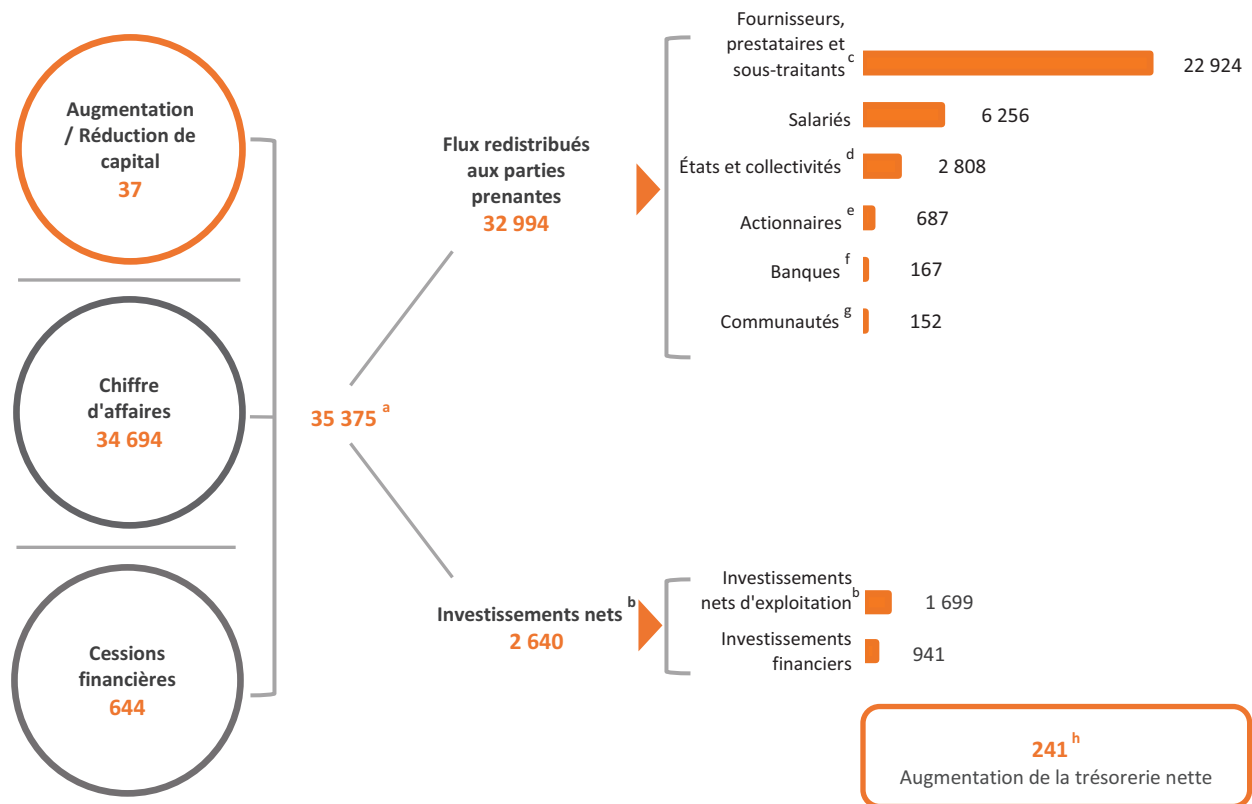 Augmentation
/ Réduction de
capital
37
Chiffre
d'affaires
34 694
Cessions
financières
644
35 375 a
Flux redistribués
aux parties
prenantes
32 994
Fournisseurs,
prestataires et
sous-traitants c
22 924
Salariés
6 256
États et collectivités d
2 808
Actionnaires e
687
Banques f
167
Communautés g
152
Investissements nets b
2 640
Investissements
nets d'exploitation b
1 699
Investissements
financiers
941
241 h
Augmentation de la trésorerie nette